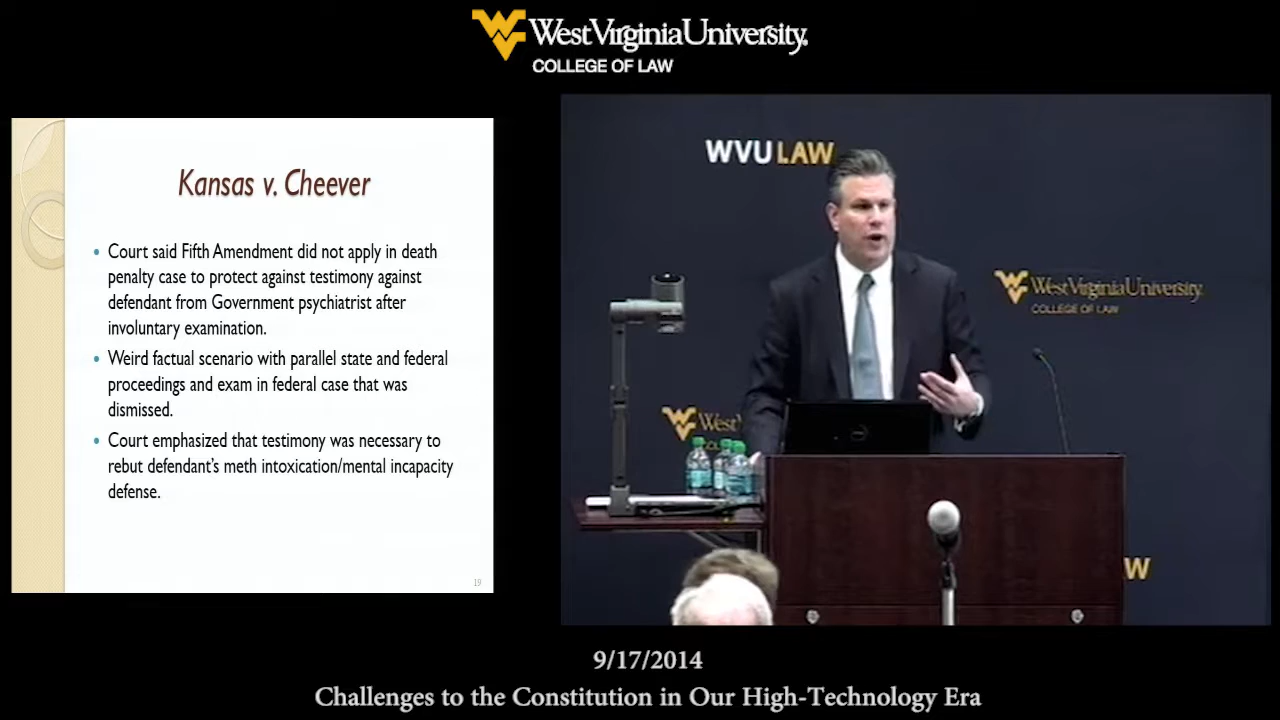 West Virginia University.
COLLEGE OF LAW
Kansas v. Cheever
Court said Fifth Amendment did not apply in death
penalty case to protect against testimony against
defendant from Government psychiatrist after
involuntary examination.
Weird factual scenario with parallel state and federal
proceedings and exam in federal case that was
dismissed.
Court emphasized that testimony was necessary to
rebut defendant's meth intoxication/mental incapacity
defense.
19
WVU LAW
West Virginia University.
COLLEGE OF LAW
West
W
9/17/2014
Challenges to the Constitution in Our High-Technology Era